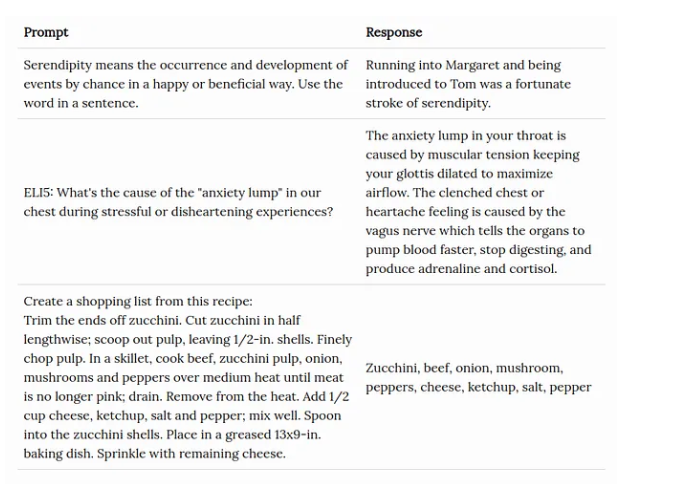 Prompt
Response
Serendipity means the occurrence and development of
events by chance in a happy or beneficial way. Use the
word in a sentence.
Running into Margaret and being
introduced to Tom was a fortunate
stroke of serendipity.
ELI5: What's the cause of the "anxiety lump" in our
chest during stressful or disheartening experiences?
The anxiety lump in your throat is
caused by muscular tension keeping
your glottis dilated to maximize
airflow. The clenched chest or
heartache feeling is caused by the
vagus nerve which tells the organs to
pump blood faster, stop digesting, and
produce adrenaline and cortisol.
Create a shopping list from this recipe:
Trim the ends off zucchini. Cut zucchini in half
lengthwise; scoop out pulp, leaving 1/2-in. shells. Finely
chop pulp. In a skillet, cook beef, zucchini pulp, onion,
mushrooms and peppers over medium heat until meat
is no longer pink; drain. Remove from the heat. Add 1/2
cup cheese, ketchup, salt and pepper; mix well. Spoon
into the zucchini shells. Place in a greased 13x9-in.
baking dish. Sprinkle with remaining cheese.
Zucchini, beef, onion, mushroom,
peppers, cheese, ketchup, salt, pepper